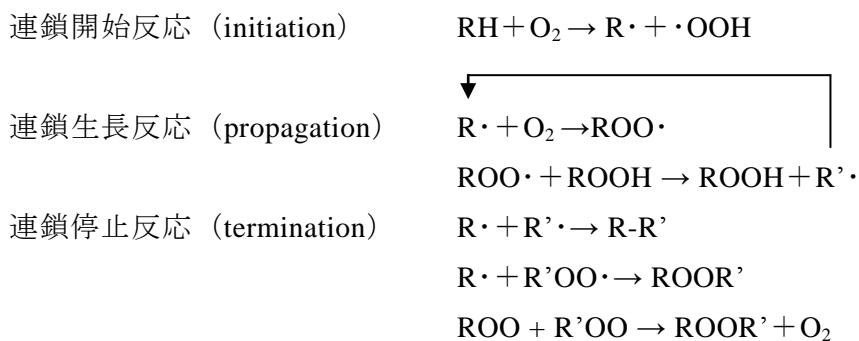 連鎖開始反応（initiation） RH＋O₂→ R・＋・OOH
連鎖生長反応（propagation） R・＋O₂→ROO・
ROO・＋ROOH → ROOH＋R’・
連鎖停止反応（termination） R・＋R’・→ R-R’
R・＋R’OO・→ ROOR’
ROO + R’OO → ROOR’＋O₂